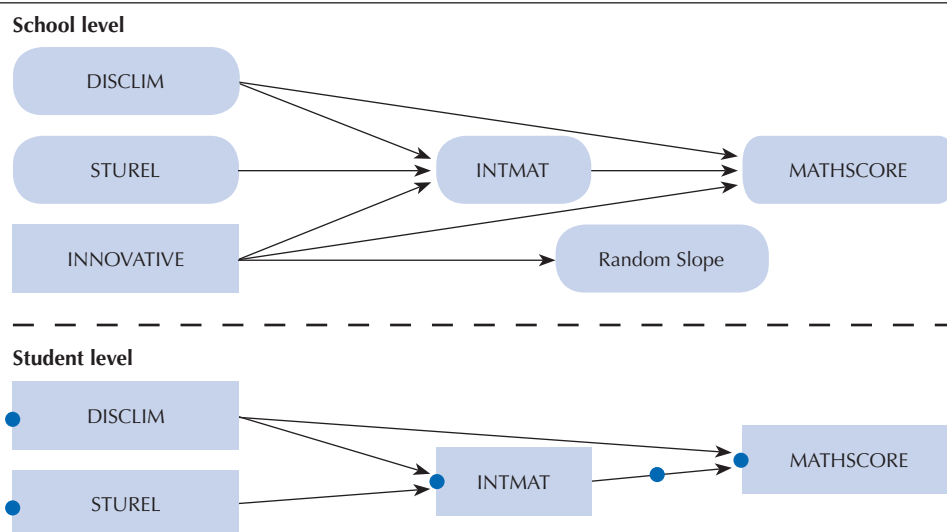 School level
DISCLIM
STUREL
INTMAT
MATHSCORE
INNOVATIVE
Random Slope
Student level
DISCLIM
INTMAT
MATHSCORE
STUREL